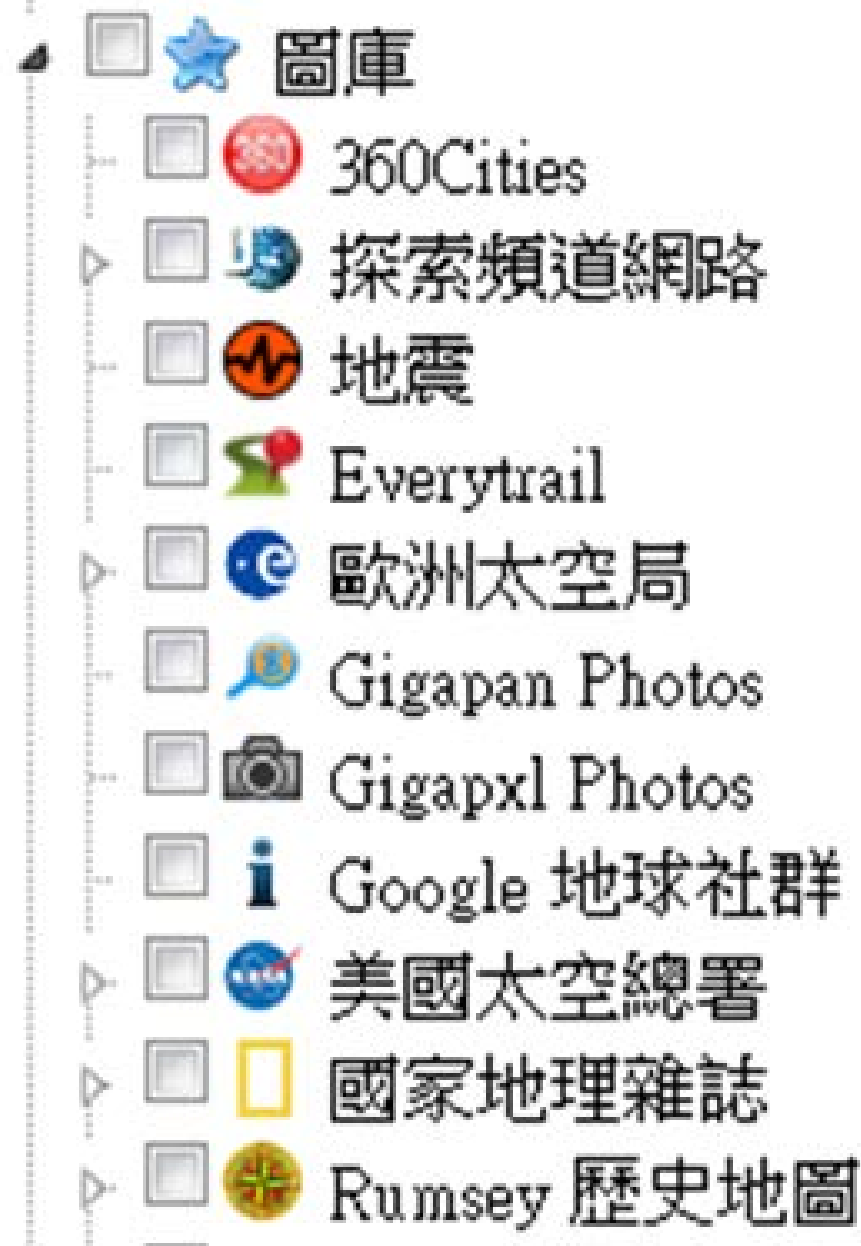 圖庫
360 360Cities
探索頻道網路
地震
Everytrail
歐洲太空局
Gigapan Photos
Gigapxl Photos
Google 地球社群
美國太空總署
國家地理雜誌
Rumsey 歷史地圖